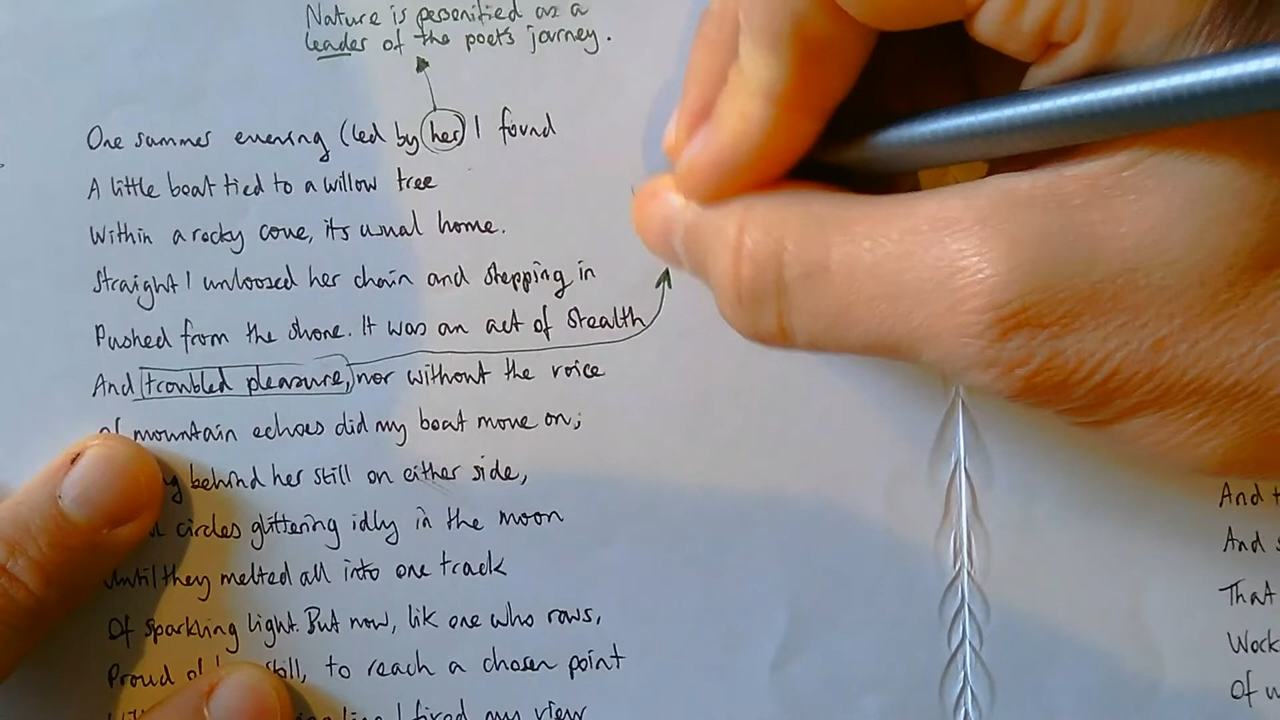 Nature is personified as a
leader of the poet's journey.
One summer evening (led by her) I found
A little boat tied to a willow tree
Within a rocky cove, its usual home.
Straight I unloosed her chain and stepping in
Pushed from the shore. It was an act of stealth
And troubled pleasure, nor without the voice
of mountain echoes did my boat move on;
behind her still on either side,
circles glittering idly in the moon
Until they melted all into one track
Of sparkling light. But now, lik one who rows,
Proud of skill, to reach a chosen point
I fixed my view
And
And
That
Work
Of